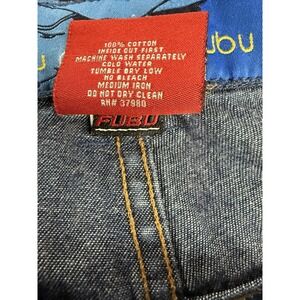 100% COTTON
INSIDE OUT FIRST
MACHINE WASH SEPARATELY
COLD WATER
TUMBLE DRY LOW
NO BLEACH
MEDIUM IRON
DO NOT DRY CLEAN
RN# 37980
FUBU
ubu